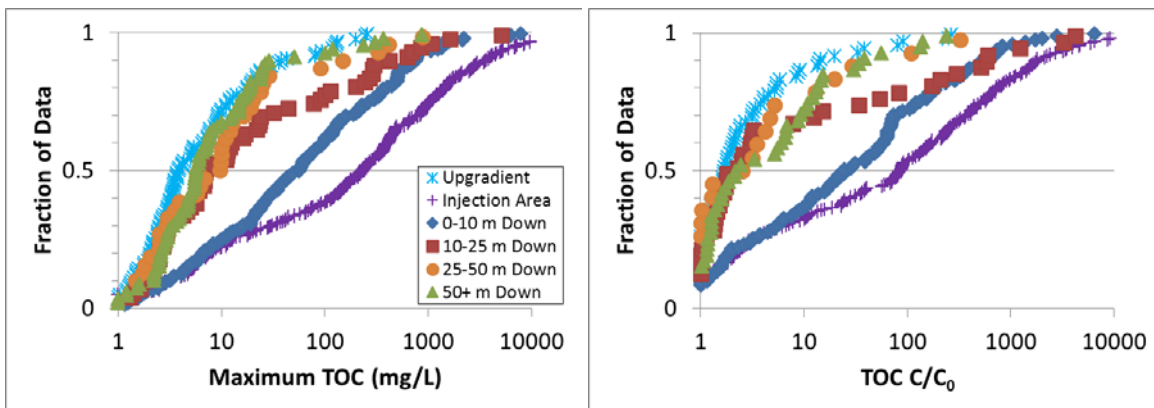 1
0.5
0
Fraction of Data
1 10 100 1000 10000
Maximum TOC (mg/L)
Upgradient
Injection Area
0-10 m Down
10-25 m Down
25-50 m Down
50+ m Down
1
0.5
0
Fraction of Data
1 10 100 1000 10000
TOC C/C₀